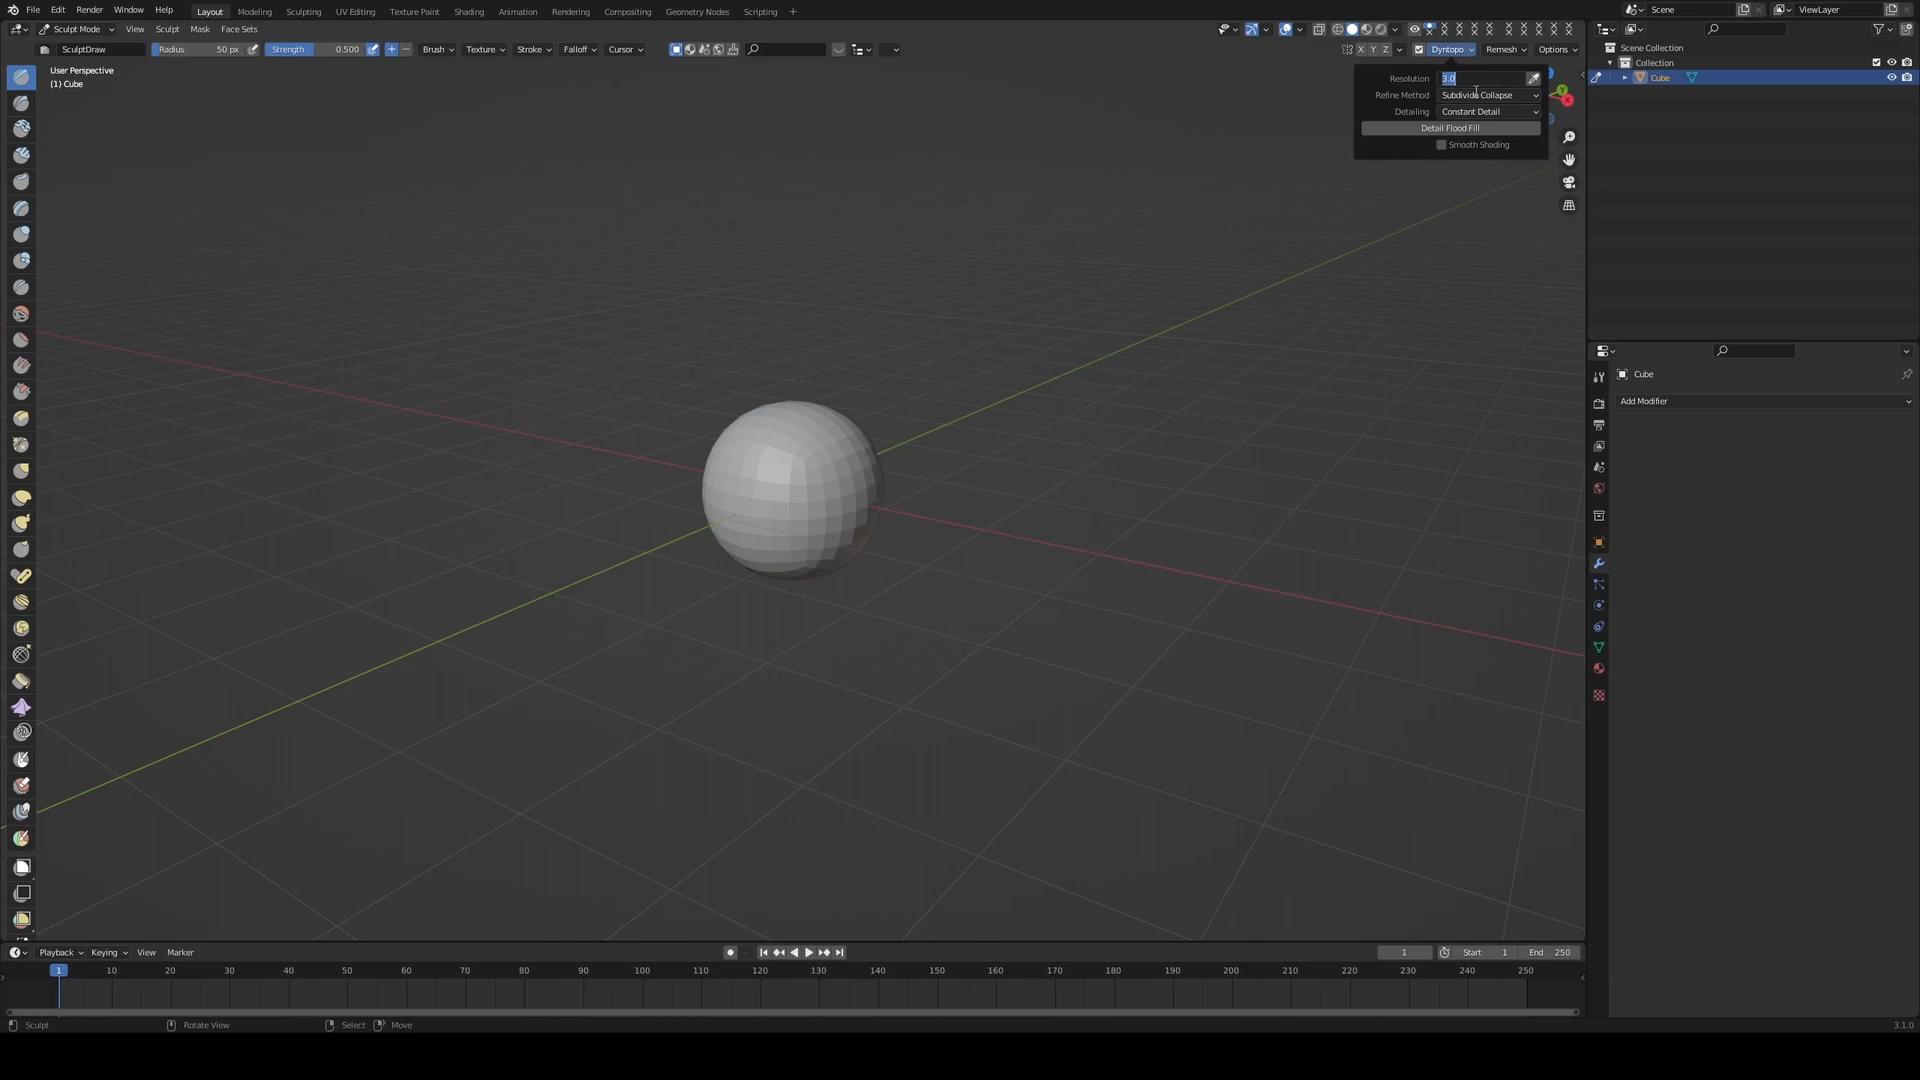 File Edit Render Window Help Layout Modeling Sculpting UV Editing Texture Paint Shading Animation Rendering Compositing Geometry Nodes Scripting + Scene ViewLayer
Sculpt Mode View Sculpt Mask Face Sets
SculptDraw Radius 50 px Strength 0.500 Brush Texture Stroke Falloff Cursor X Y Z Dyntopo Remesh Options
User Perspective
(1) Cube
Resolution 3.0
Refine Method Subdivide Collapse
Detailing Constant Detail
Detail Flood Fill
Smooth Shading
Y
X
Scene Collection
Collection
Cube
Cube
Add Modifier
Playback Keying View Marker 1 Start 1 End 250
1 10 20 30 40 50 60 70 80 90 100 110 120 130 140 150 160 170 180 190 200 210 220 230 240 250
Sculpt Rotate View Select Move 3.1.0